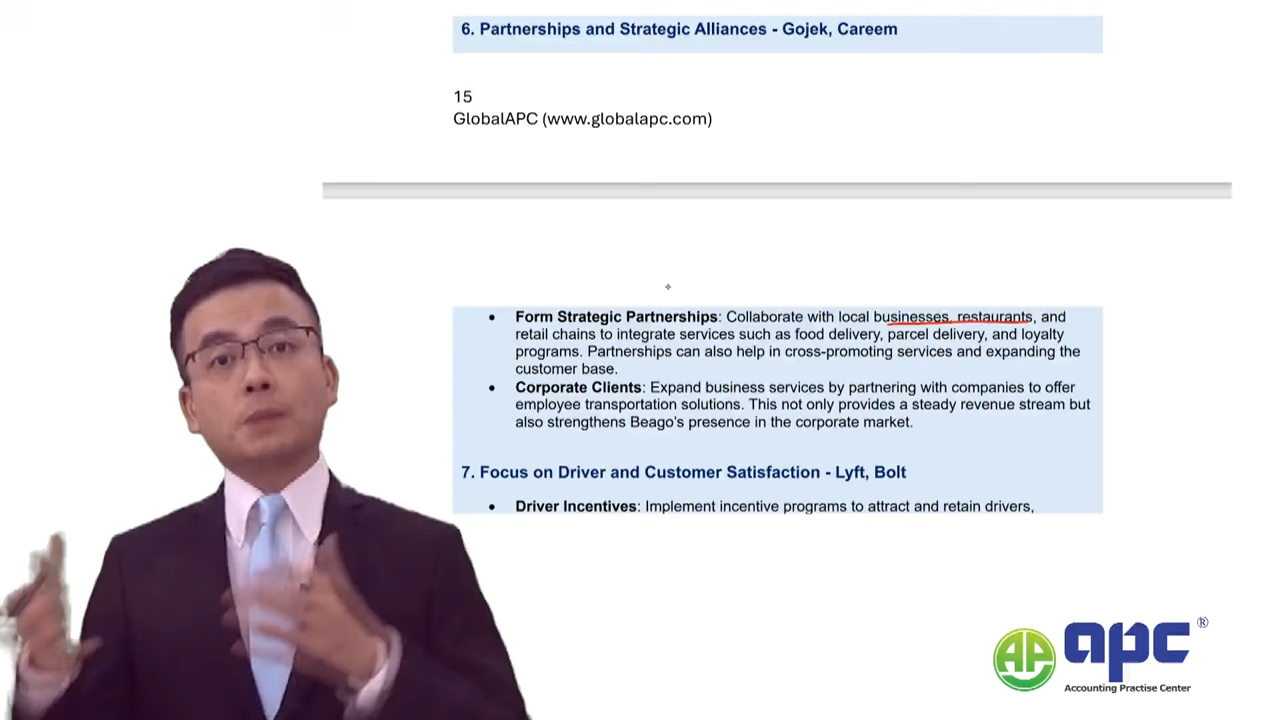 6. Partnerships and Strategic Alliances - Gojek, Careem
15
GlobalAPC (www.globalapc.com)
• Form Strategic Partnerships: Collaborate with local businesses, restaurants, and
retail chains to integrate services such as food delivery, parcel delivery, and loyalty
programs. Partnerships can also help in cross-promoting services and expanding the
customer base.
• Corporate Clients: Expand business services by partnering with companies to offer
employee transportation solutions. This not only provides a steady revenue stream but
also strengthens Beago’s presence in the corporate market.
7. Focus on Driver and Customer Satisfaction - Lyft, Bolt
• Driver Incentives: Implement incentive programs to attract and retain drivers,
AP apc ®
Accounting Practise Center